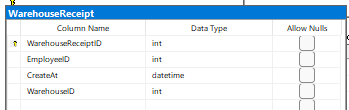 WarehouseReceipt
Column Name Data Type Allow Nulls
WarehouseReceiptID int
EmployeeID int
CreateAt datetime
WarehouseID int